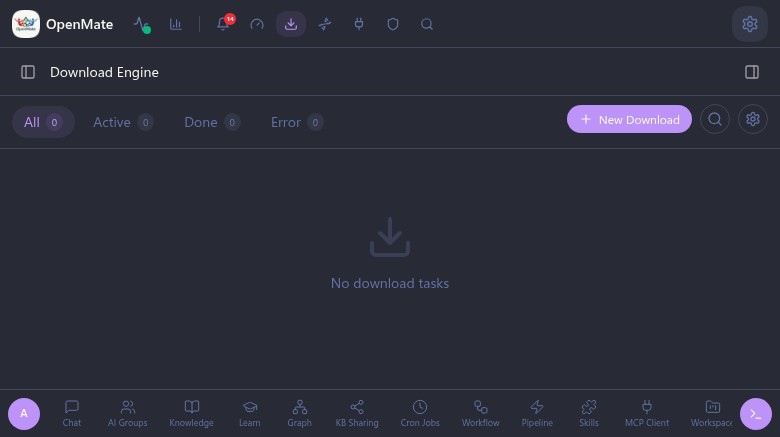 OpenMate
14
Download Engine
All 0 Active 0 Done 0 Error 0
New Download
No download tasks
A
Chat AI Groups Knowledge Learn Graph KB Sharing Cron Jobs Workflow Pipeline Skills MCP Client Workspace